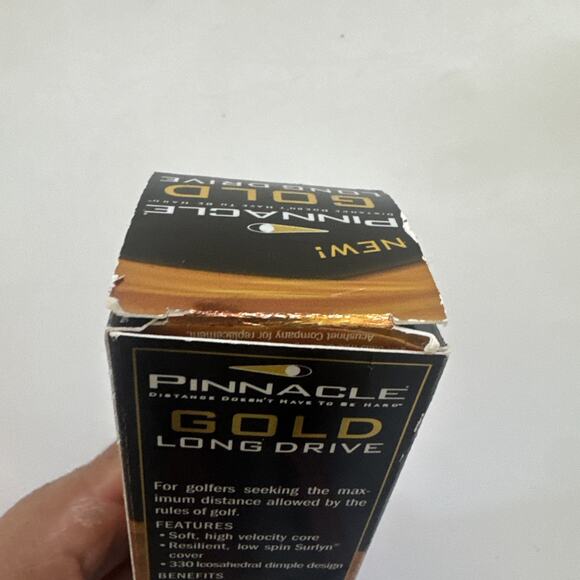 LONG DRIVE
GOLD
DISTANCE DOESN'T HAVE TO BE HARD™
PINNACLE
NEW!
Acushnet Company for replacement.
PINNACLE
DISTANCE DOESN'T HAVE TO BE HARD™
GOLD
LONG DRIVE
For golfers seeking the max-
imum distance allowed by the
rules of golf.
FEATURES
• Soft, high velocity core
• Resilient, low spin Surlyn®
cover
• 330 icosahedral dimple design
BENEFITS